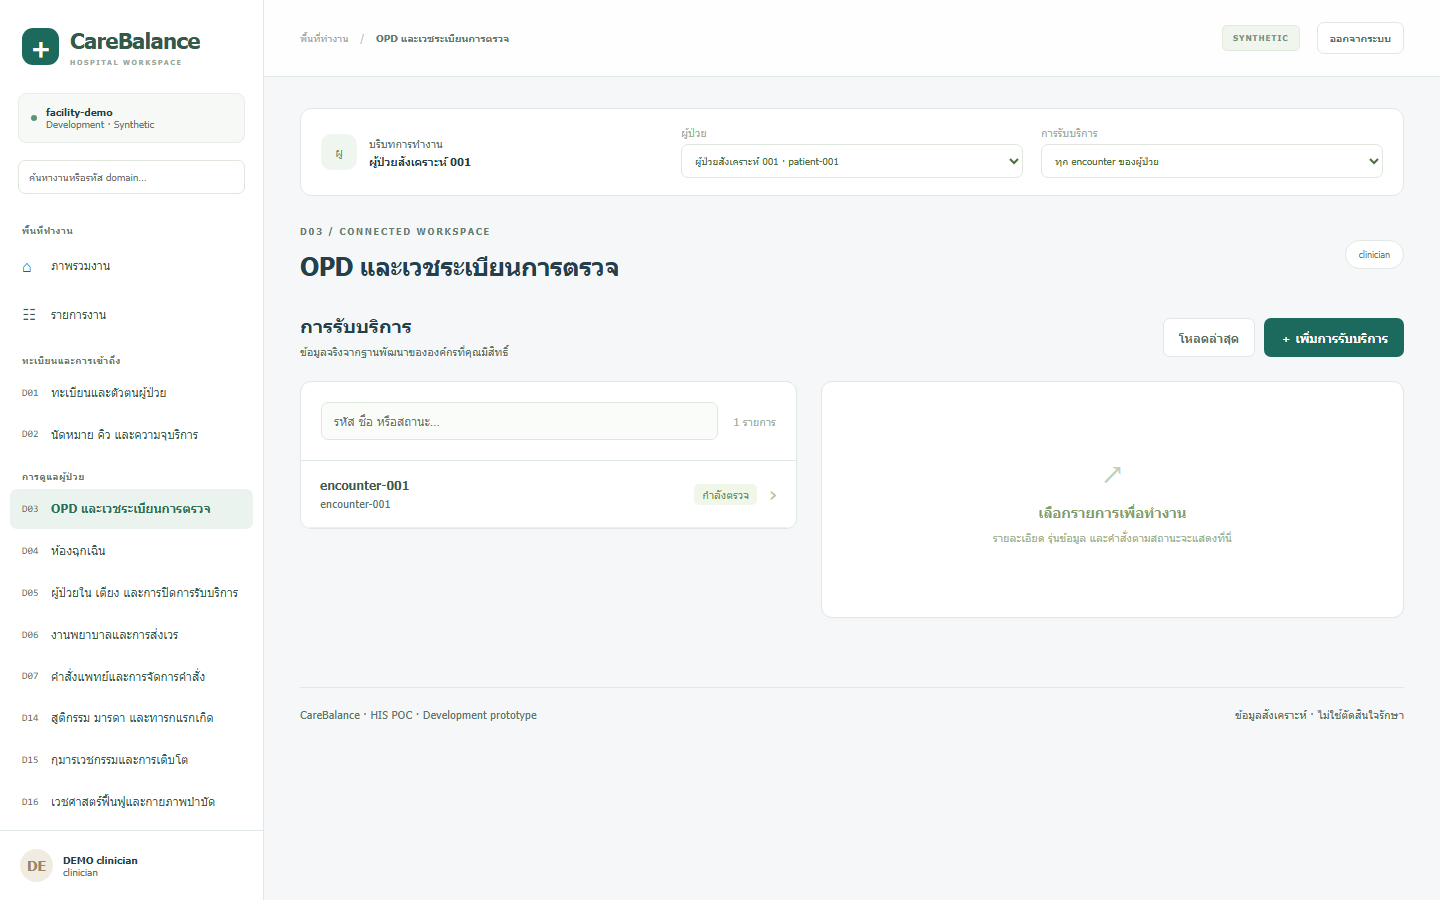 CareBalance
HOSPITAL WORKSPACE
facility-demo
Development · Synthetic
ค้นหางานหรือรหัส domain...
พื้นที่ทำงาน
ภาพรวมงาน
รายการงาน
ทะเบียนและการเข้าถึง
D01 ทะเบียนและตัวตนผู้ป่วย
D02 นัดหมาย คิว และความจุบริการ
การดูแลผู้ป่วย
D03 OPD และเวชระเบียนการตรวจ
D04 ห้องฉุกเฉิน
D05 ผู้ป่วยใน เตียง และการปิดการรับบริการ
D06 งานพยาบาลและการส่งเวร
D07 คำสั่งแพทย์และการจัดการคำสั่ง
D14 สูติกรรม มารดา และทารกแรกเกิด
D15 กุมารเวชกรรมและการเติบโต
D16 เวชศาสตร์ฟื้นฟูและกายภาพบำบัด
DE
DEMO clinician
clinician
พื้นที่ทำงาน / OPD และเวชระเบียนการตรวจ
SYNTHETIC
ออกจากระบบ
ผู้
บริบทการทำงาน
ผู้ป่วยสังเคราะห์ 001
ผู้ป่วย
ผู้ป่วยสังเคราะห์ 001 · patient-001
การรับบริการ
ทุก encounter ของผู้ป่วย
D03 / CONNECTED WORKSPACE
OPD และเวชระเบียนการตรวจ
clinician
การรับบริการ
ข้อมูลจริงจากฐานพัฒนาขององค์กรที่คุณมีสิทธิ์
โหลดล่าสุด
+ เพิ่มการรับบริการ
รหัส ชื่อ หรือสถานะ...
1 รายการ
encounter-001
encounter-001
กำลังตรวจ
เลือกรายการเพื่อทำงาน
รายละเอียด รุ่นข้อมูล และคำสั่งตามสถานะจะแสดงที่นี่
CareBalance · HIS POC · Development prototype
ข้อมูลสังเคราะห์ · ไม่ใช้ตัดสินใจรักษา